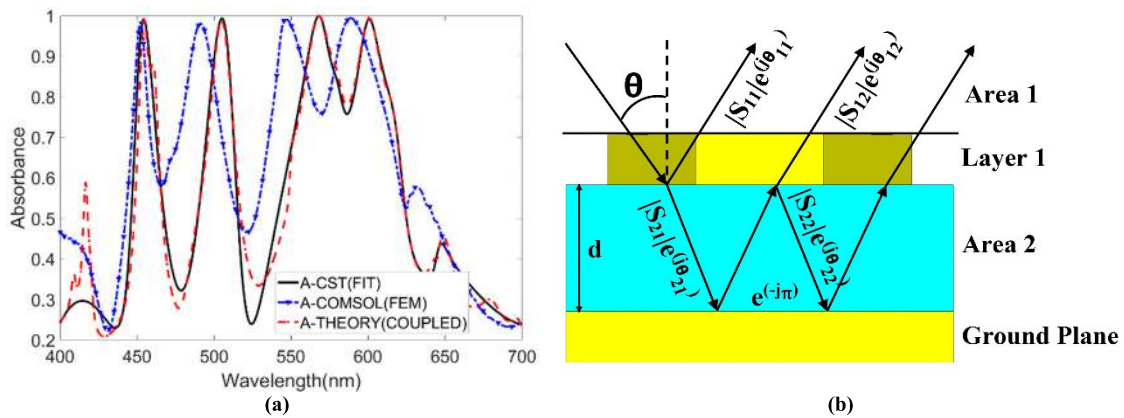 1
0.9
0.8
0.7
0.6
0.5
0.4
0.3
0.2
Absorbance
A-CST(FIT)
A-COMSOL(FEM)
A-THEORY(COUPLED)
400 450 500 550 600 650 700
Wavelength(nm)
(a)
θ
|S11|e(jθ11)
|S12|e(jθ12)
Area 1
Layer 1
|S21|e(jθ21)
|S22|e(jθ22)
d
e(-jπ)
Area 2
Ground Plane
(b)